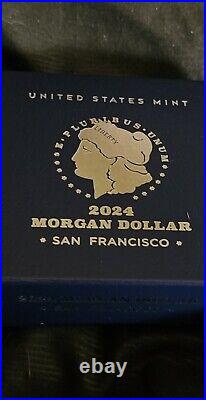 UNITED STATES MINT
E·PLURIBUS·UNUM
LIBERTY
2024
MORGAN DOLLAR
★ SAN FRANCISCO ★